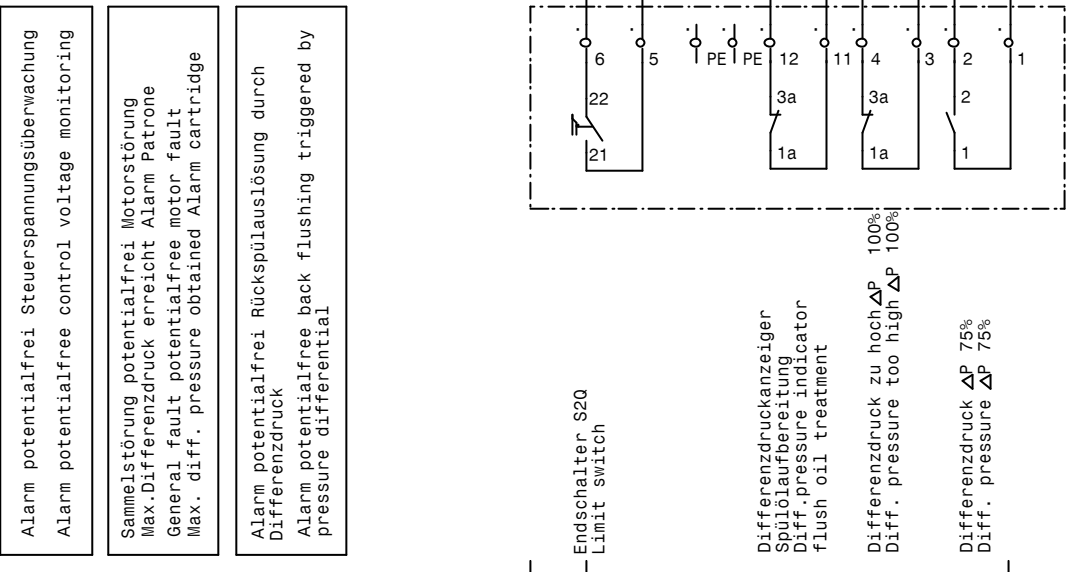 Alarm potentialfrei Steuerspannungsüberwachung
Alarm potentialfree control voltage monitoring
Sammelstörung potentialfrei Motorstörung
Max.Differenzdruck erreicht Alarm Patrone
General fault potentialfree motor fault
Max. diff. pressure obtained Alarm cartridge
Alarm potentialfrei Rückspülauslösung durch
Differenzdruck
Alarm potentialfree back flushing triggered by
pressure differential
6 5 PE PE 12 11 4 3 2 1
22 3a 3a 2
21 1a 1a 1
Endschalter S2Q
Limit switch
Differenzdruckanzeiger
Spülölaufbereitung
Diff.pressure indicator
flush oil treatment
Differenzdruck zu hoch △P 100%
Diff. pressure too high △P 100%
Differenzdruck △P 75%
Diff. pressure △P 75%